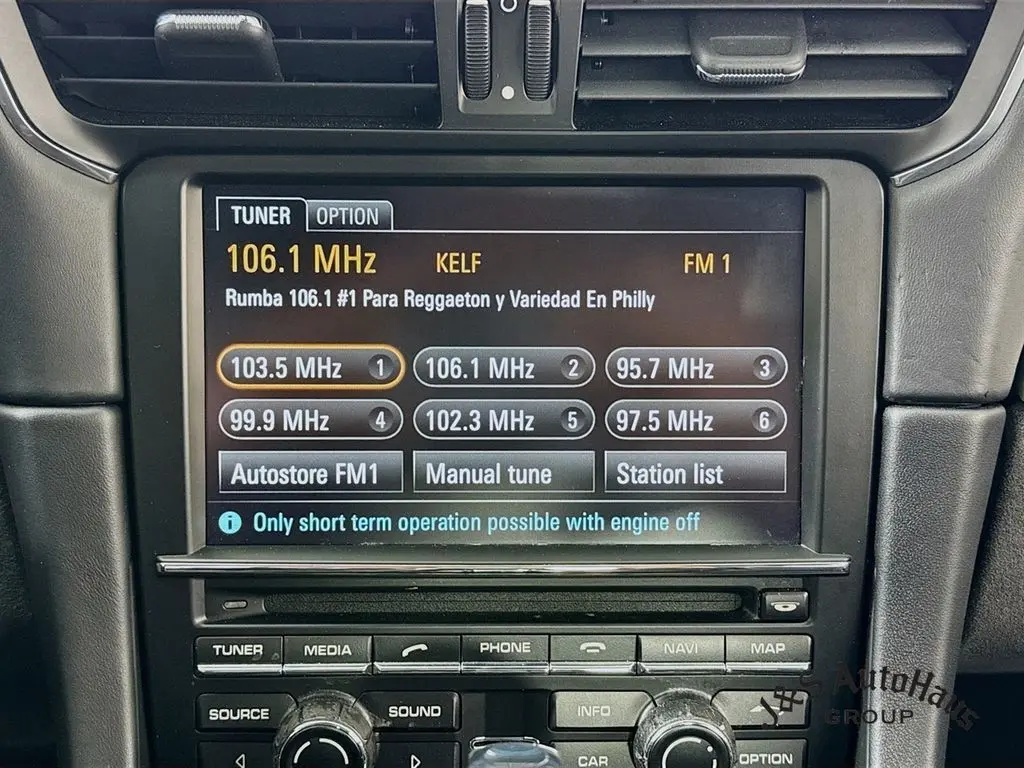 TUNER OPTION
106.1 MHz KELF FM 1
Rumba 106.1 #1 Para Reggaeton y Variedad En Philly
103.5 MHz 1 106.1 MHz 2 95.7 MHz 3
99.9 MHz 4 102.3 MHz 5 97.5 MHz 6
Autostore FM1 Manual tune Station list
i Only short term operation possible with engine off
TUNER MEDIA PHONE NAVI MAP
SOURCE SOUND INFO
J&S AutoHaus
GROUP
CAR OPTION